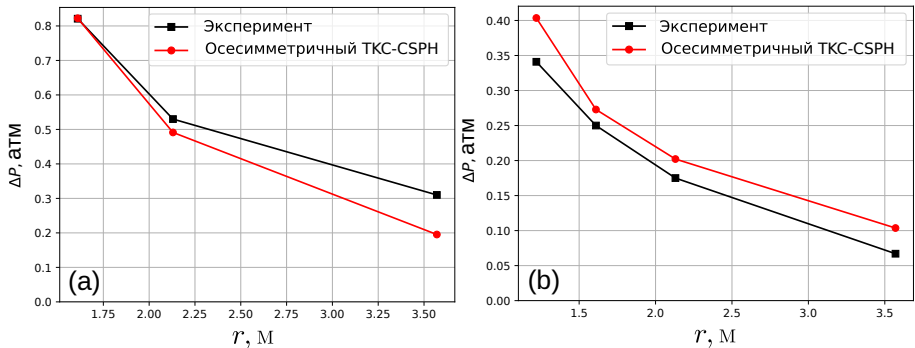 Эксперимент
Осесимметричный TKC-CSPH
0.8
0.7
0.6
0.5
0.4
0.3
0.2
0.1
0.0
ΔP, атм
1.75 2.00 2.25 2.50 2.75 3.00 3.25 3.50
r, м
(a)
Эксперимент
Осесимметричный TKC-CSPH
0.40
0.35
0.30
0.25
0.20
0.15
0.10
0.05
0.00
ΔP, атм
1.5 2.0 2.5 3.0 3.5
r, м
(b)